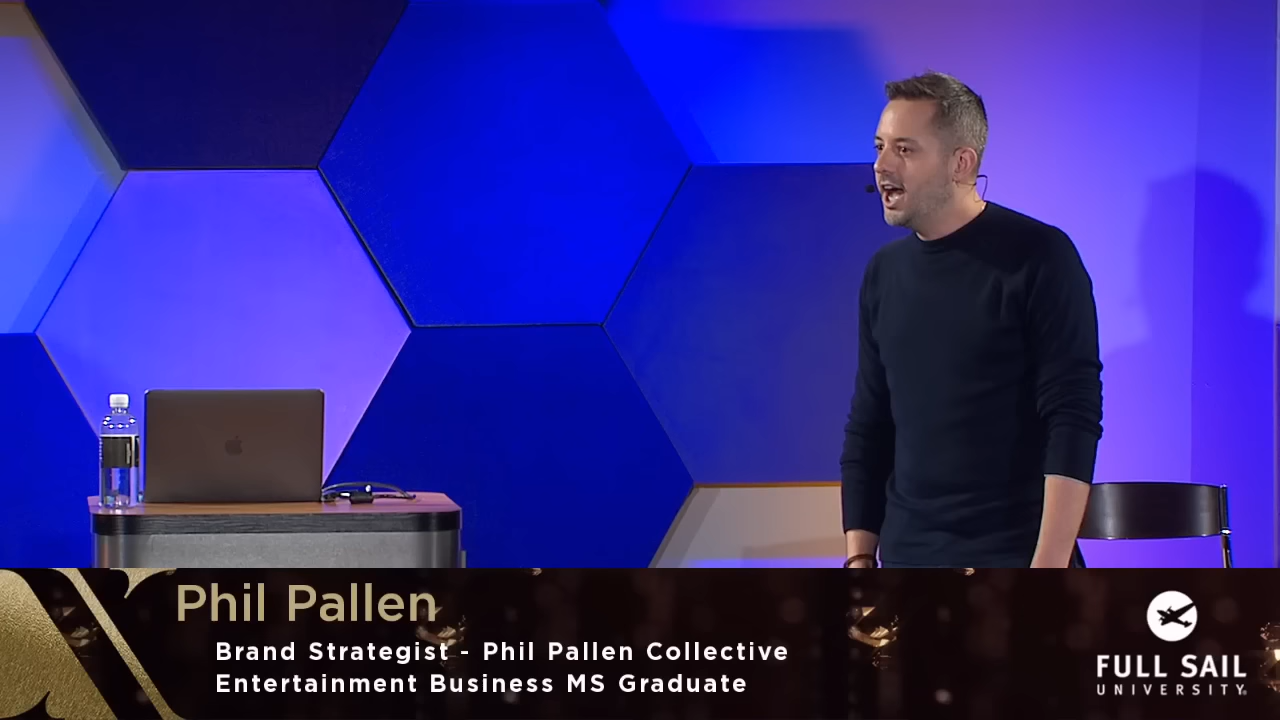 Phil Pallen
Brand Strategist - Phil Pallen Collective
Entertainment Business MS Graduate
FULL SAIL
UNIVERSITY